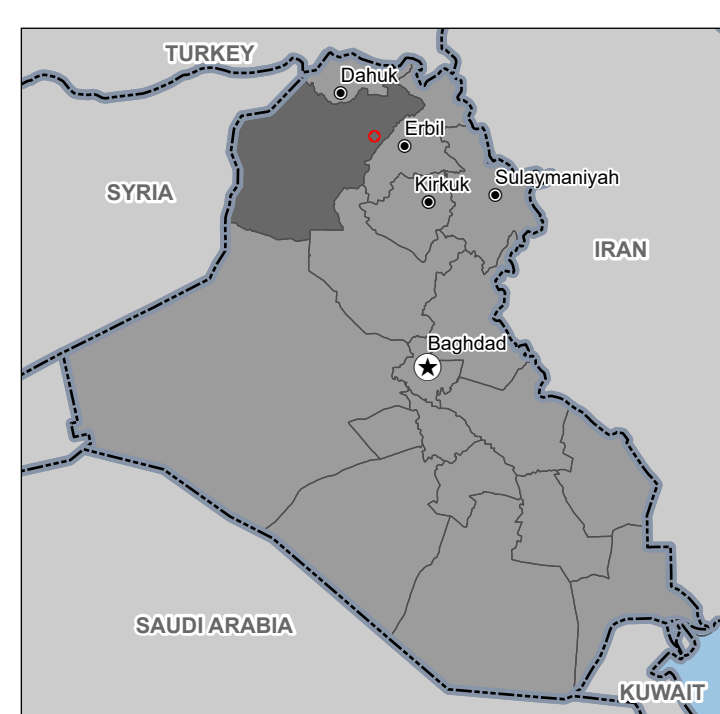 TURKEY
Dahuk
Erbil
Kirkuk
Sulaymaniyah
SYRIA
IRAN
Baghdad
SAUDI ARABIA
KUWAIT